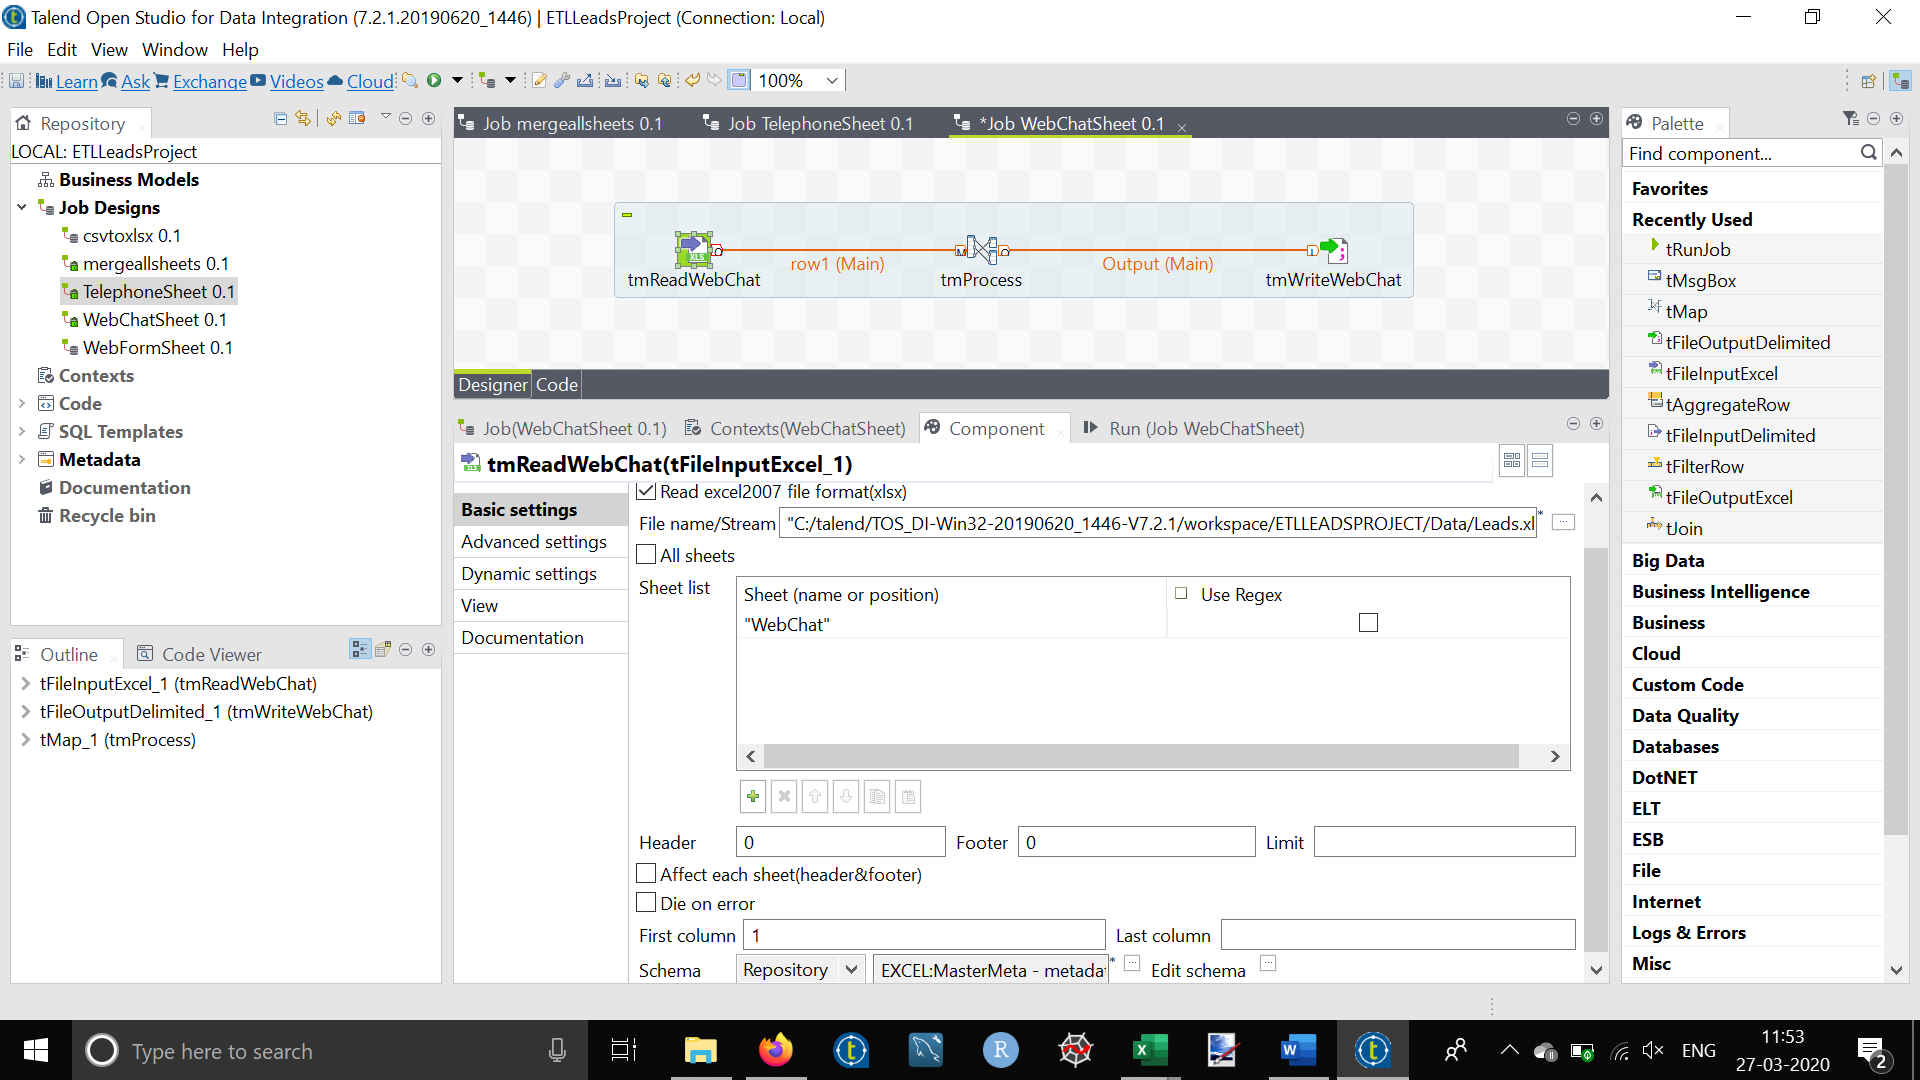 Talend Open Studio for Data Integration (7.2.1.20190620_1446) | ETLLeadsProject (Connection: Local)
File Edit View Window Help
Learn Ask Exchange Videos Cloud 100%
Repository
LOCAL: ETLLeadsProject
Business Models
Job Designs
csvtoxlsx 0.1
mergeallsheets 0.1
TelephoneSheet 0.1
WebChatSheet 0.1
WebFormSheet 0.1
Contexts
Code
SQL Templates
Metadata
Documentation
Recycle bin
Outline Code Viewer
tFileInputExcel_1 (tmReadWebChat)
tFileOutputDelimited_1 (tmWriteWebChat)
tMap_1 (tmProcess)
Job mergeallsheets 0.1 Job TelephoneSheet 0.1 *Job WebChatSheet 0.1
XLS
row1 (Main) Output (Main)
tmReadWebChat tmProcess tmWriteWebChat
Designer Code
Job(WebChatSheet 0.1) Contexts(WebChatSheet) Component Run (Job WebChatSheet)
tmReadWebChat(tFileInputExcel_1)
Basic settings
Advanced settings
Dynamic settings
View
Documentation
Read excel2007 file format(xlsx)
File name/Stream "C:/talend/TOS_DI-Win32-20190620_1446-V7.2.1/workspace/ETLLEADSPROJECT/Data/Leads.xl *
All sheets
Sheet list Sheet (name or position) Use Regex
"WebChat"
Header 0 Footer 0 Limit
Affect each sheet(header&footer)
Die on error
First column 1 Last column
Schema Repository EXCEL:MasterMeta - metada * Edit schema
Palette
Find component...
Favorites
Recently Used
tRunJob
tMsgBox
tMap
tFileOutputDelimited
tFileInputExcel
tAggregateRow
tFileInputDelimited
tFilterRow
tFileOutputExcel
tJoin
Big Data
Business Intelligence
Business
Cloud
Custom Code
Data Quality
Databases
DotNET
ELT
ESB
File
Internet
Logs & Errors
Misc
Type here to search
ENG
11:53
27-03-2020
2